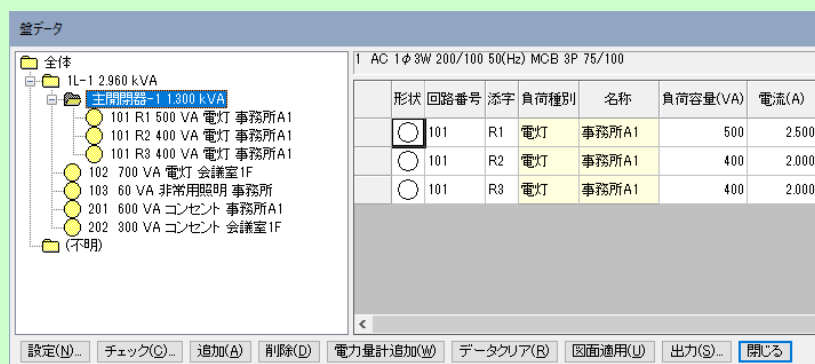 盤データ
全体
1L-1 2.960 kVA
主開閉器-1 1.300 kVA
101 R1 500 VA 電灯 事務所A1
101 R2 400 VA 電灯 事務所A1
101 R3 400 VA 電灯 事務所A1
102 700 VA 電灯 会議室1F
103 60 VA 非常用照明 事務所
201 600 VA コンセント 事務所A1
202 300 VA コンセント 会議室1F
(不明)
1 AC 1φ3W 200/100 50(Hz) MCB 3P 75/100
形状 回路番号 添字 負荷種別 名称 負荷容量(VA) 電流(A)
101 R1 電灯 事務所A1 500 2.500
101 R2 電灯 事務所A1 400 2.000
101 R3 電灯 事務所A1 400 2.000
設定(N)... チェック(C)... 追加(A) 削除(D) 電力量計追加(W) データクリア(R) 図面適用(U) 出力(S)... 閉じる